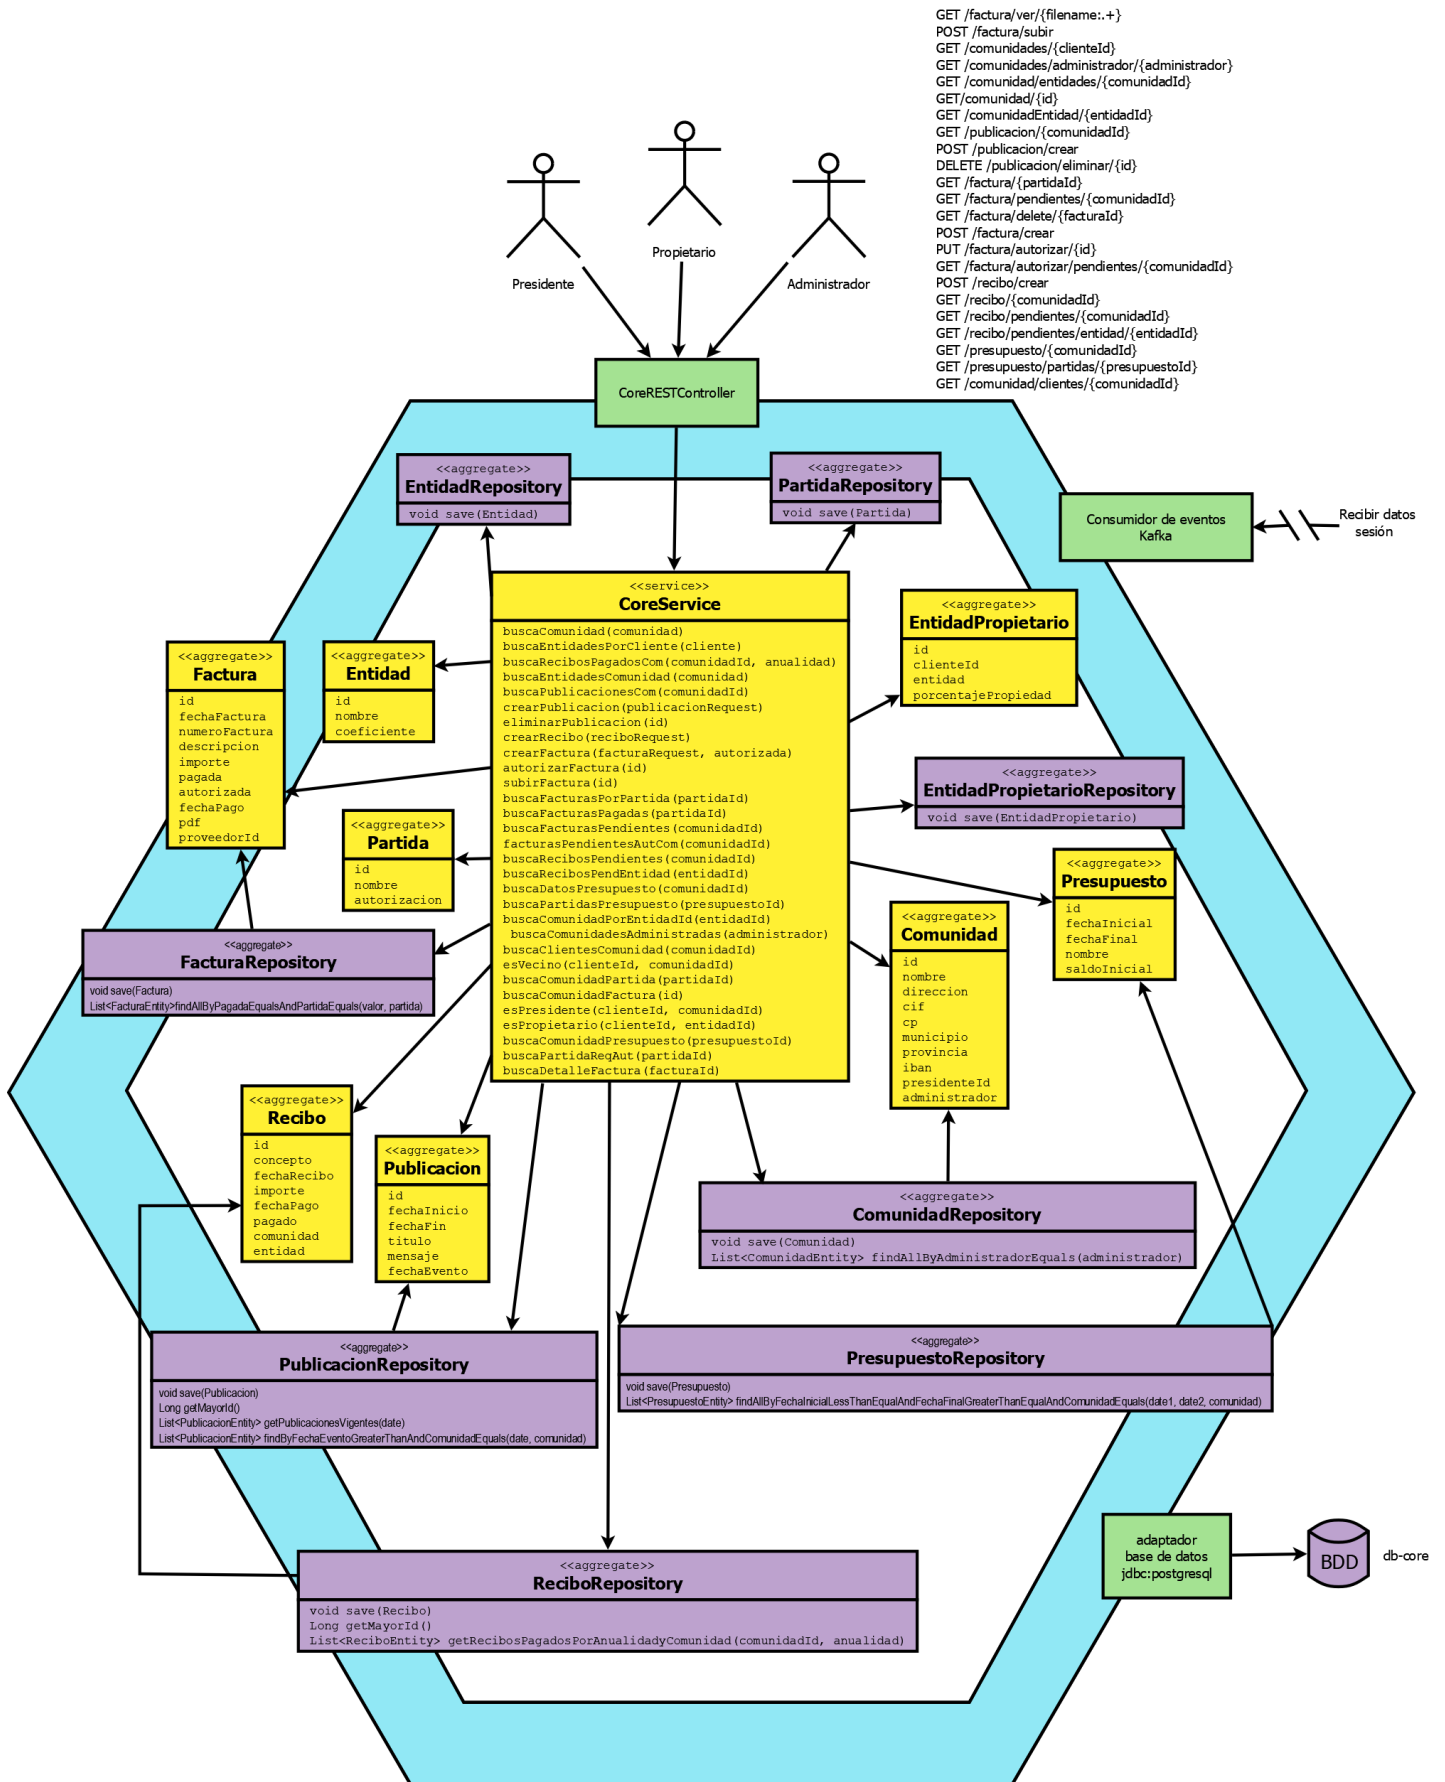 GET /factura/ver/{filename:.+}
POST /factura/subir
GET /comunidades/{clienteId}
GET /comunidades/administrador/{administrador}
GET /comunidad/entidades/{comunidadId}
GET/comunidad/{id}
GET /comunidadEntidad/{entidadId}
GET /publicacion/{comunidadId}
POST /publicacion/crear
DELETE /publicacion/eliminar/{id}
GET /factura/{partidaId}
GET /factura/pendientes/{comunidadId}
GET /factura/delete/{facturaId}
POST /factura/crear
PUT /factura/autorizar/{id}
GET /factura/autorizar/pendientes/{comunidadId}
POST /recibo/crear
GET /recibo/{comunidadId}
GET /recibo/pendientes/{comunidadId}
GET /recibo/pendientes/entidad/{entidadId}
GET /presupuesto/{comunidadId}
GET /presupuesto/partidas/{presupuestoId}
GET /comunidad/clientes/{comunidadId}
Presidente
Propietario
Administrador
CoreRESTController
<<aggregate>>
EntidadRepository
void save(Entidad)
<<aggregate>>
PartidaRepository
void save(Partida)
Consumidor de eventos
Kafka
Recibir datos
sesión
<<service>>
CoreService
buscaComunidad(comunidad)
buscaEntidadesPorCliente(cliente)
buscaRecibosPagadosCom(comunidadId, anualidad)
buscaEntidadesComunidad(comunidad)
buscaPublicacionesCom(comunidadId)
crearPublicacion(publicacionRequest)
eliminarPublicacion(id)
crearRecibo(reciboRequest)
crearFactura(facturaRequest, autorizada)
autorizarFactura(id)
subirFactura(id)
buscaFacturasPorPartida(partidaId)
buscaFacturasPagadas(partidaId)
buscaFacturasPendientes(comunidadId)
facturasPendientesAutCom(comunidadId)
buscaRecibosPendientes(comunidadId)
buscaRecibosPendEntidad(entidadId)
buscaDatosPresupuesto(comunidadId)
buscaPartidasPresupuesto(presupuestoId)
buscaComunidadPorEntidadId(entidadId)
buscaComunidadesAdministradas(administrador)
buscaClientesComunidad(comunidadId)
esVecino(clienteId, comunidadId)
buscaComunidadPartida(partidaId)
buscaComunidadFactura(id)
esPresidente(clienteId, comunidadId)
esPropietario(clienteId, entidadId)
buscaComunidadPresupuesto(presupuestoId)
buscaPartidaReqAut(partidaId)
buscaDetalleFactura(facturaId)
<<aggregate>>
EntidadPropietario
id
clienteId
entidad
porcentajePropiedad
<<aggregate>>
Factura
id
fechaFactura
numeroFactura
descripcion
importe
pagada
autorizada
fechaPago
pdf
proveedorId
<<aggregate>>
Entidad
id
nombre
coeficiente
<<aggregate>>
EntidadPropietarioRepository
void save(EntidadPropietario)
<<aggregate>>
Partida
id
nombre
autorizacion
<<aggregate>>
Presupuesto
id
fechaInicial
fechaFinal
nombre
saldoInicial
<<aggregate>>
Comunidad
id
nombre
direccion
cif
cp
municipio
provincia
iban
presidenteId
administrador
<<aggregate>>
FacturaRepository
void save(Factura)
List<FacturaEntity>findAllByPagadaEqualsAndPartidaEquals(valor, partida)
<<aggregate>>
Recibo
id
concepto
fechaRecibo
importe
fechaPago
pagado
comunidad
entidad
<<aggregate>>
Publicacion
id
fechaInicio
fechaFin
titulo
mensaje
fechaEvento
<<aggregate>>
ComunidadRepository
void save(Comunidad)
List<ComunidadEntity> findAllByAdministradorEquals(administrador)
<<aggregate>>
PublicacionRepository
void save(Publicacion)
Long getMayorId()
List<PublicacionEntity> getPublicacionesVigentes(date)
List<PublicacionEntity> findByFechaEventoGreaterThanAndComunidadEquals(date, comunidad)
<<aggregate>>
PresupuestoRepository
void save(Presupuesto)
List<PresupuestoEntity> findAllByFechaInicialLessThanEqualAndFechaFinalGreaterThanEqualAndComunidadEquals(date1, date2, comunidad)
<<aggregate>>
ReciboRepository
void save(Recibo)
Long getMayorId()
List<ReciboEntity> getRecibosPagadosPorAnualidadyComunidad(comunidadId, anualidad)
adaptador
base de datos
jdbc:postgresql
BDD
db-core